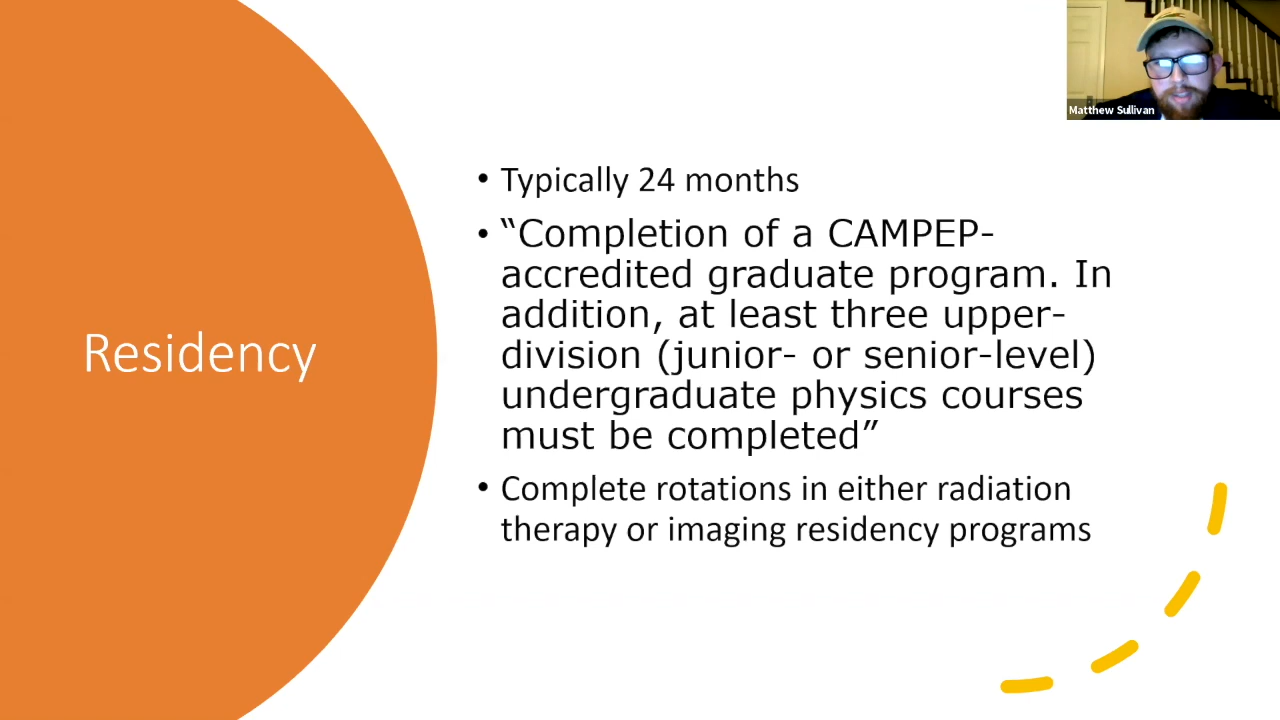 Matthew Sullivan
Residency
• Typically 24 months
• “Completion of a CAMPEP-
accredited graduate program. In
addition, at least three upper-
division (junior- or senior-level)
undergraduate physics courses
must be completed”
• Complete rotations in either radiation
therapy or imaging residency programs